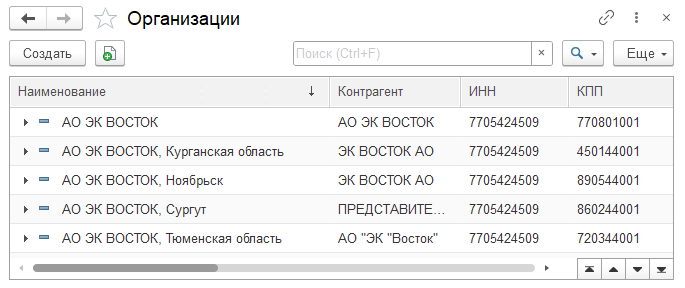 Организации
Создать Поиск (Ctrl+F) × Еще
Наименование ↓ Контрагент ИНН КПП
АО ЭК ВОСТОК АО ЭК ВОСТОК 7705424509 770801001
АО ЭК ВОСТОК, Курганская область ЭК ВОСТОК АО 7705424509 450144001
АО ЭК ВОСТОК, Ноябрьск ЭК ВОСТОК АО 7705424509 890544001
АО ЭК ВОСТОК, Сургут ПРЕДСТАВИТЕ... 7705424509 860244001
АО ЭК ВОСТОК, Тюменская область АО "ЭК "Восток" 7705424509 720344001